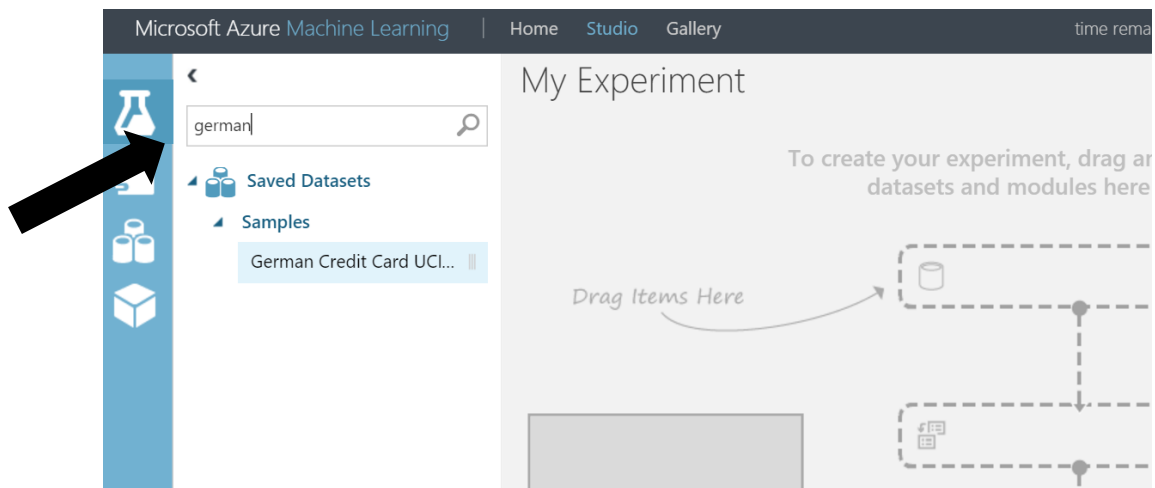 Microsoft Azure Machine Learning | Home Studio Gallery time rema
My Experiment
german
To create your experiment, drag an
datasets and modules here
Saved Datasets
Samples
German Credit Card UCI...
Drag Items Here